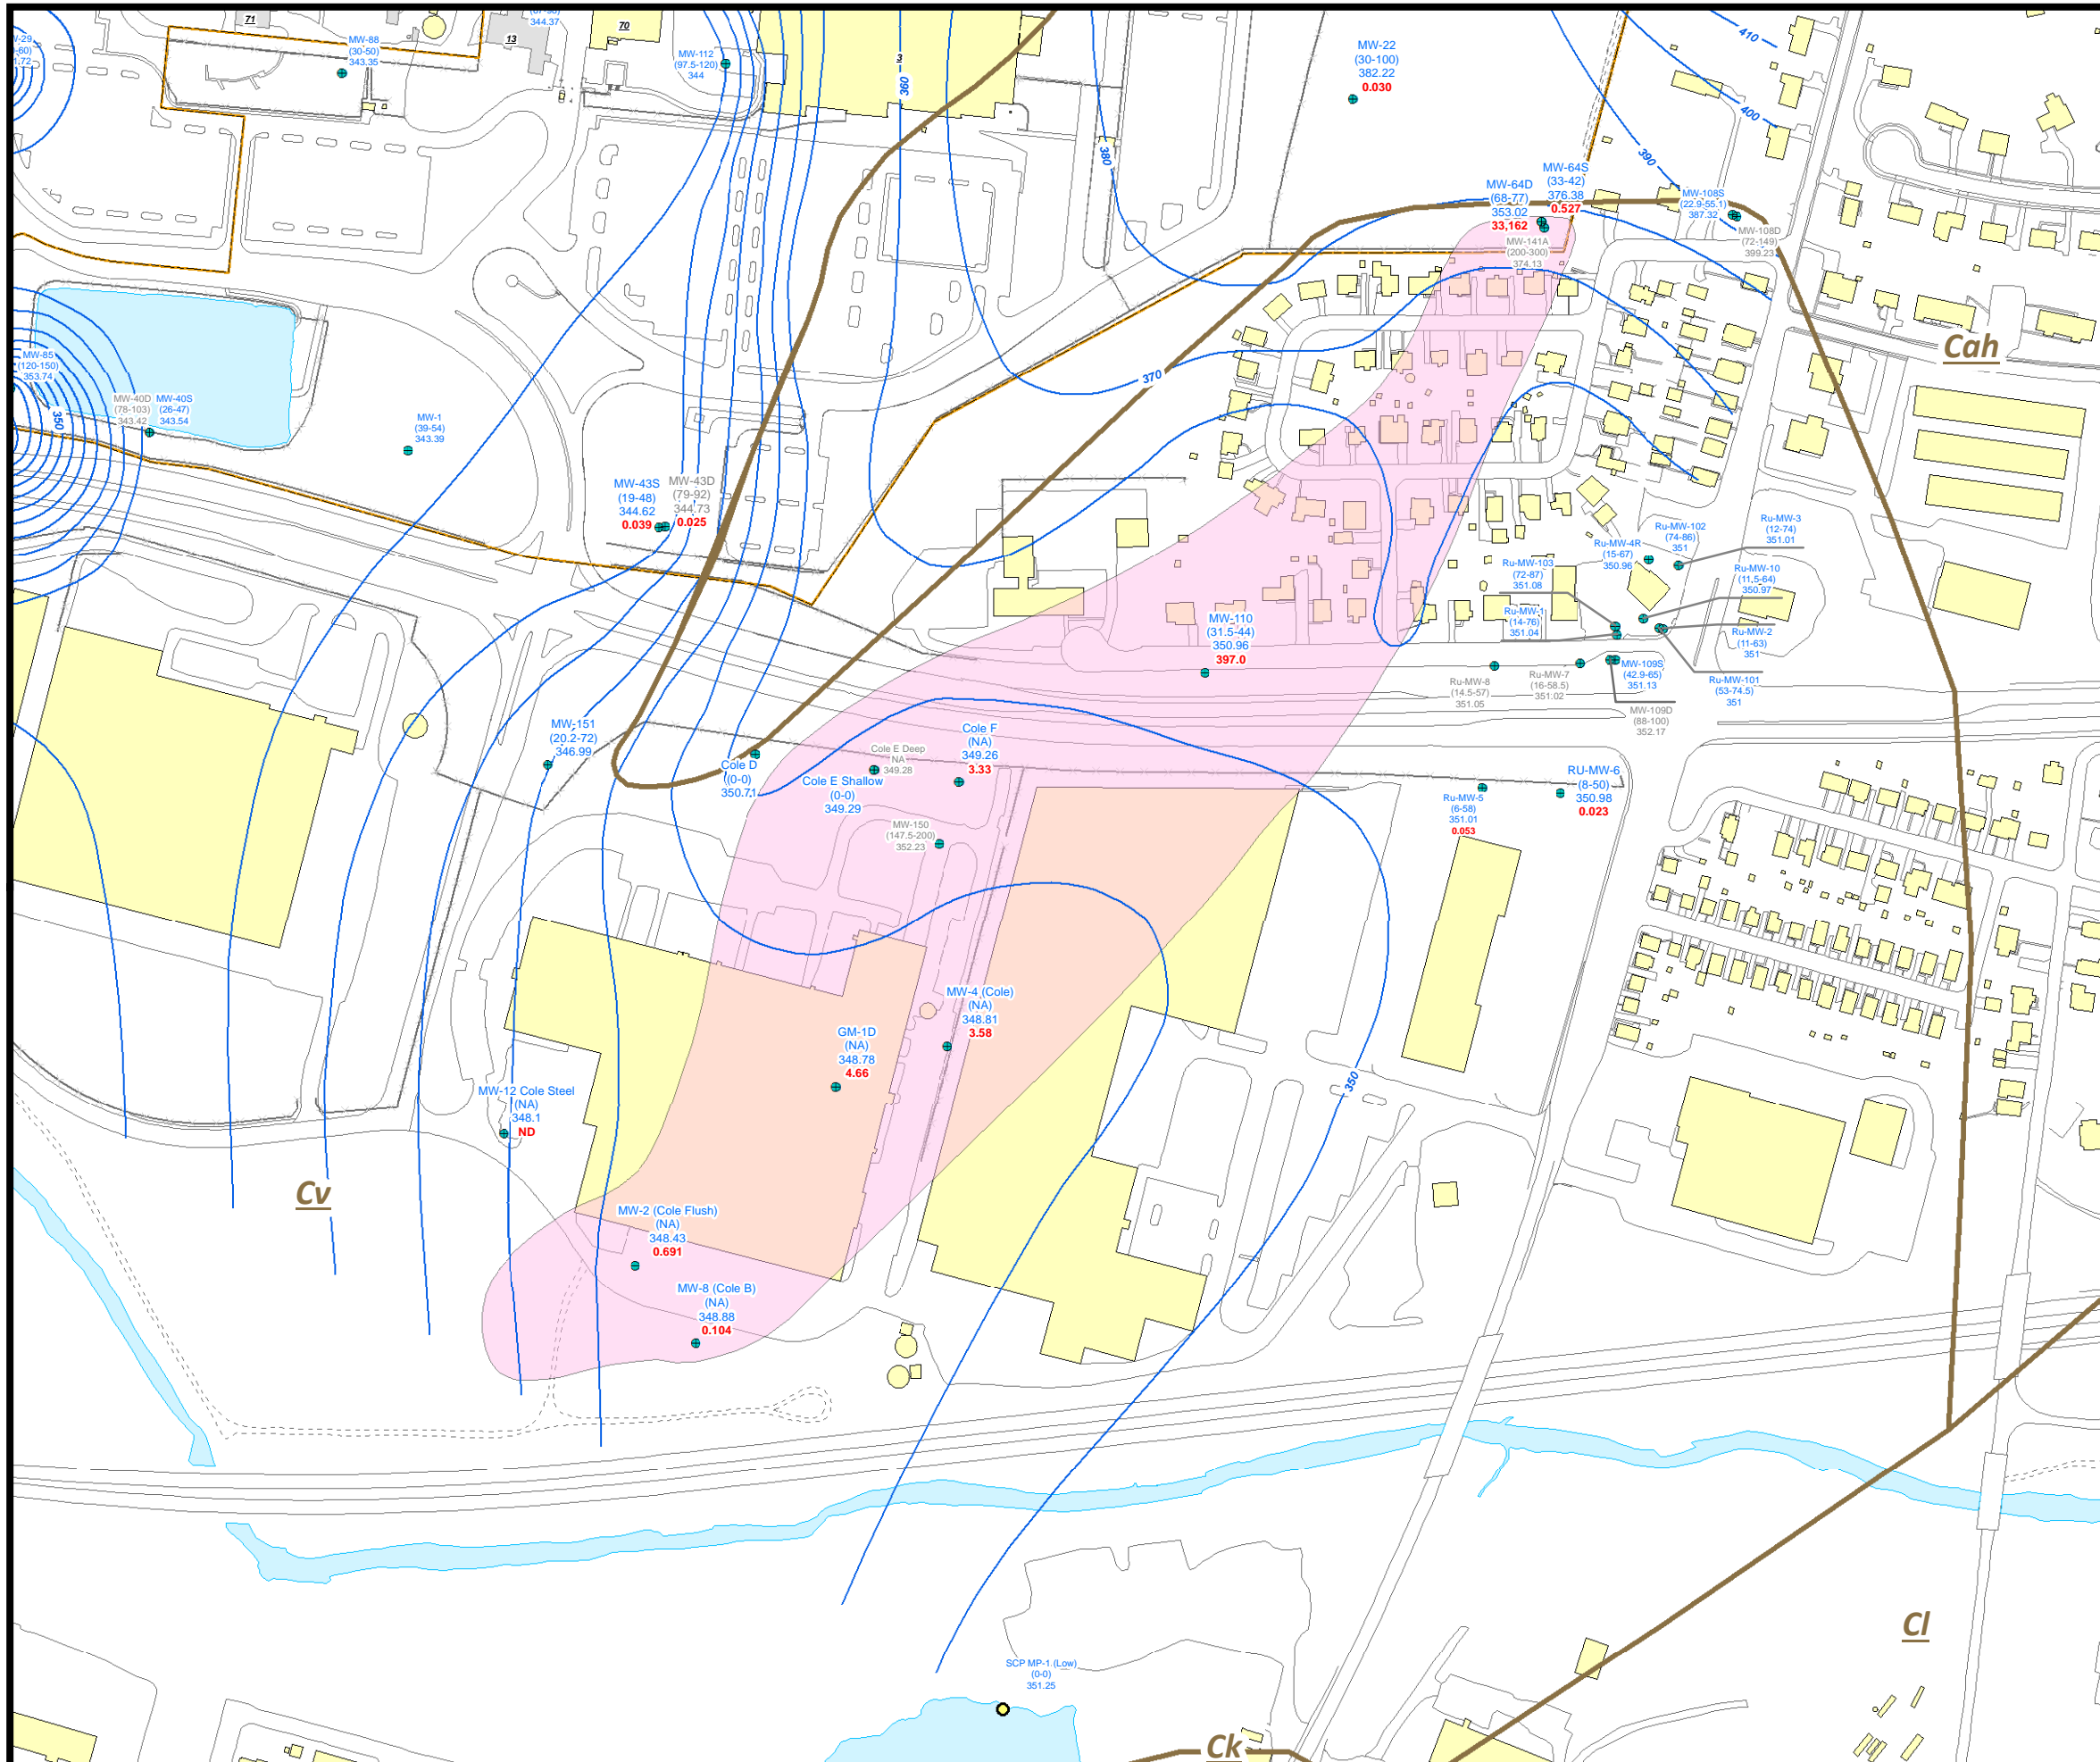 71
70
13
3
344.37
MW-88
(30-50)
343.35
MW-112
(97.5-120)
344
360
MW-22
(30-100)
382.22
0.030
410
400
390
380
MW-64S
(33-42)
376.38
0.527
MW-64D
(68-77)
353.02
33,162
MW-141A
(200-300)
374.13
MW-108S
(22.9-55.1)
387.32
MW-108D
(72-149)
399.23
Cah
MW-85
(120-150)
353.74
350
MW-40D
(78-103)
343.42
MW-40S
(26-47)
343.54
MW-1
(39-54)
343.39
370
MW-43S
(19-48)
344.62
0.039
MW-43D
(79-92)
344.73
0.025
Ru-MW-102
(74-86)
351
Ru-MW-3
(12-74)
351.01
Ru-MW-4R
(15-67)
350.96
Ru-MW-103
(72-87)
351.08
Ru-MW-10
(11.5-64)
350.97
Ru-MW-1
(14-76)
351.04
Ru-MW-2
(11-63)
351
MW-110
(31.5-44)
350.96
397.0
Ru-MW-8
(14.5-57)
351.05
Ru-MW-7
(16-58.5)
351.02
MW-109S
(42.9-65)
351.13
Ru-MW-101
(53-74.5)
351
MW-109D
(88-100)
352.17
MW-151
(20.2-72)
346.99
Cole D
(0-0)
350.71
Cole E Deep
NA
349.28
Cole E Shallow
(0-0)
349.29
Cole F
(NA)
349.26
3.33
MW-150
(147.5-200)
352.23
Ru-MW-5
(6-58)
351.01
0.053
RU-MW-6
(8-50)
350.98
0.023
MW-4 (Cole)
(NA)
348.81
3.58
GM-1D
(NA)
348.78
4.66
350
MW-12 Cole Steel
(NA)
348.1
ND
Cv
MW-2 (Cole Flush)
(NA)
348.43
0.691
MW-8 (Cole B)
(NA)
348.88
0.104
Cl
SCP MP-1 (Low)
(0-0)
351.25
Ck